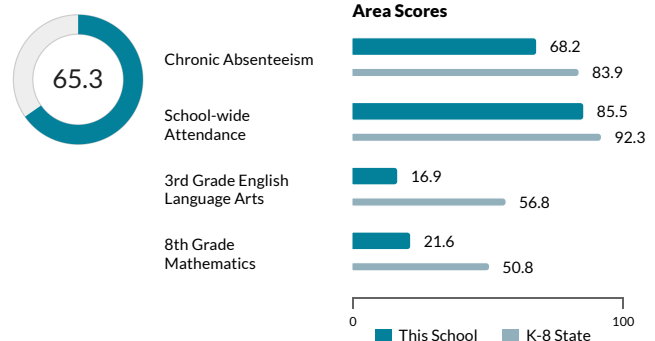 Area Scores
65.3
Chronic Absenteeism
68.2
83.9
School-wide
Attendance
85.5
92.3
3rd Grade English
Language Arts
16.9
56.8
8th Grade
Mathematics
21.6
50.8
0
100
This School
K-8 State